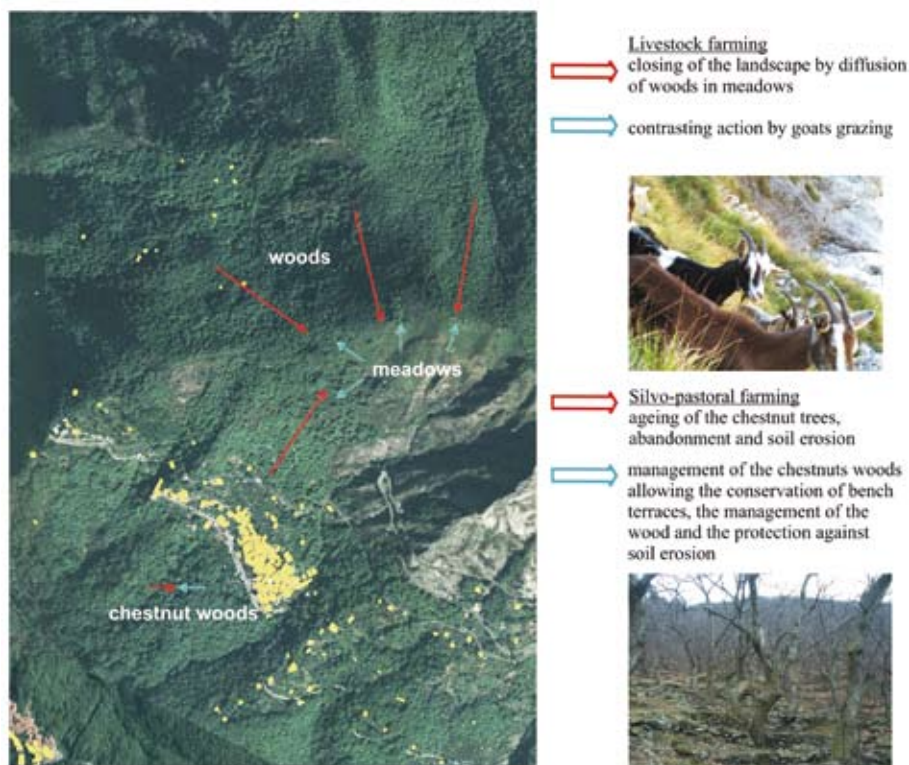 Livestock farming
closing of the landscape by diffusion
of woods in meadows
contrasting action by goats grazing
woods
meadows
Silvo-pastoral farming
ageing of the chestnut trees,
abandonment and soil erosion
management of the chestnuts woods
allowing the conservation of bench
terraces, the management of the
wood and the protection against
soil erosion
chestnut woods